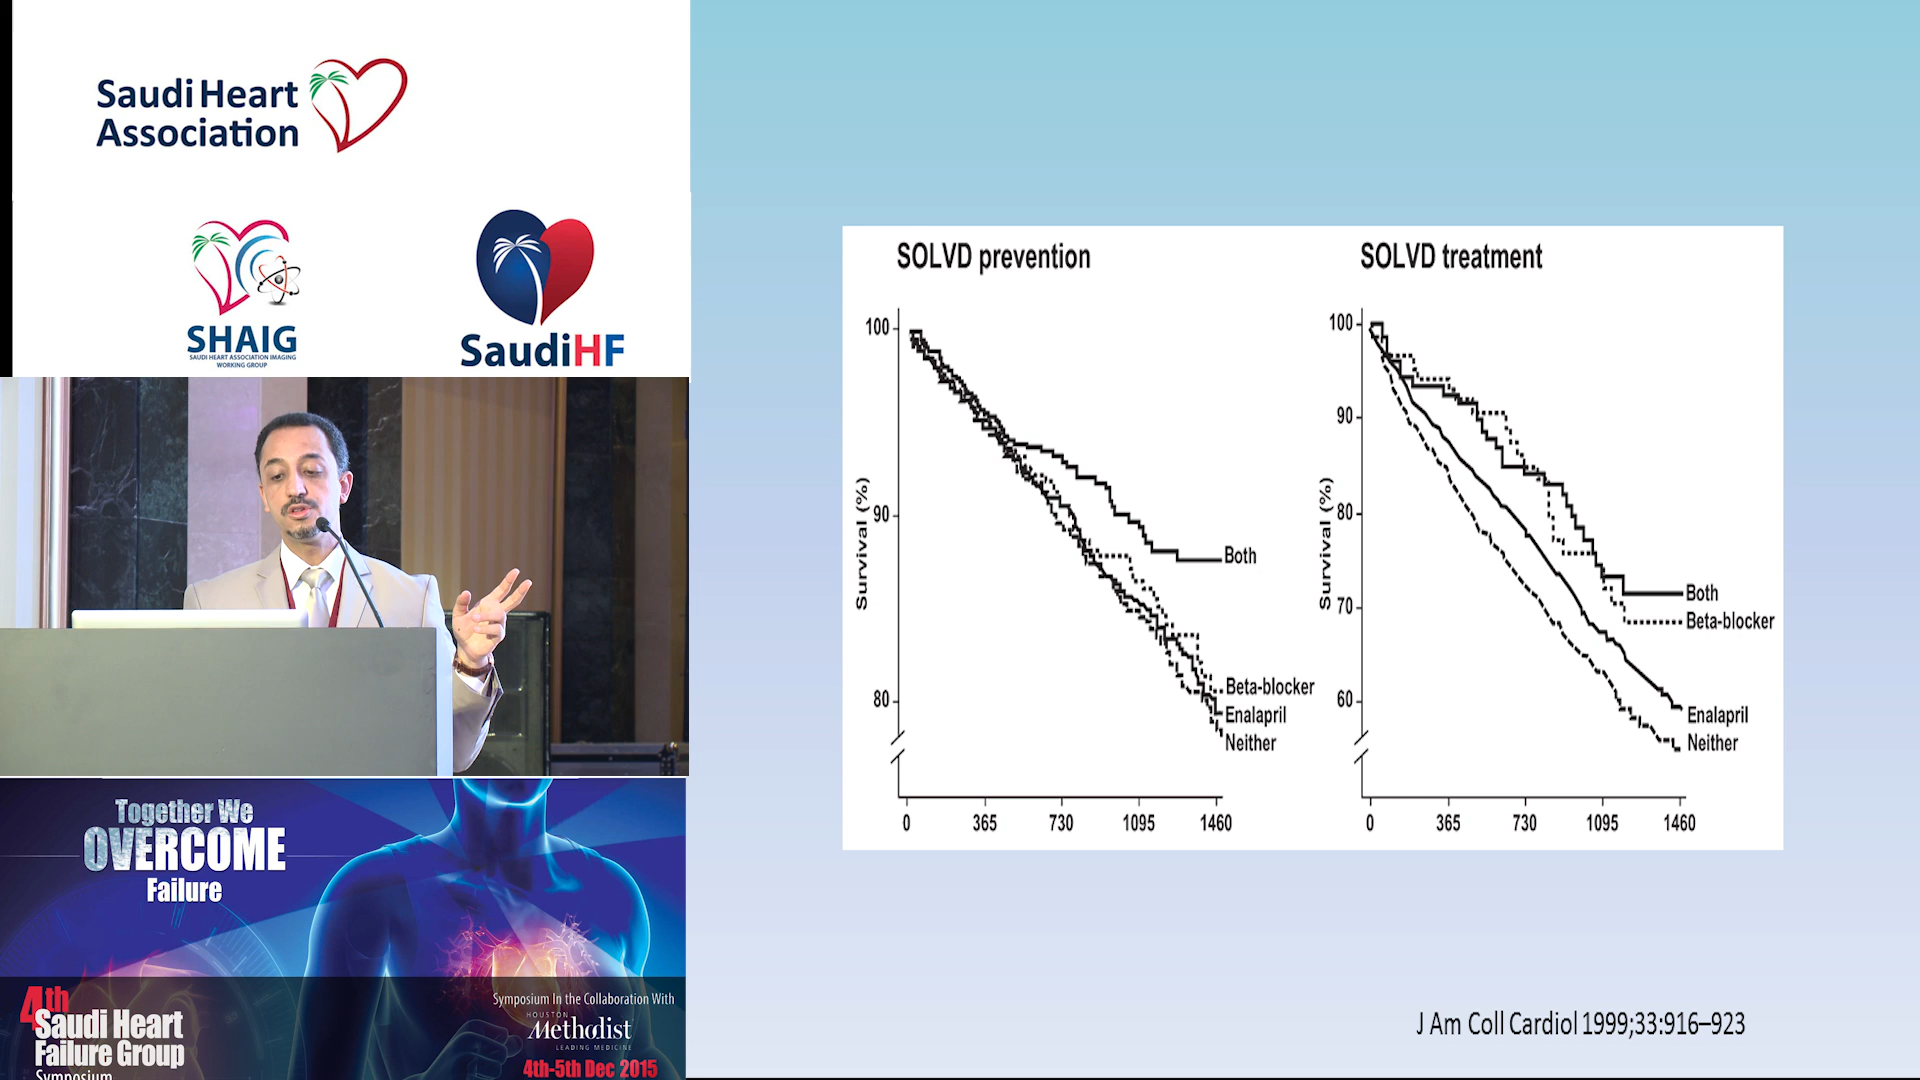 Saudi Heart
Association
SHAIG
SAUDI HEART ASSOCIATION IMAGING
WORKING GROUP
SaudiHF
Together We
OVERCOME
Failure
4th
Saudi Heart
Failure Group
Symposium
Symposium In the Collaboration With
HOUSTON
Methodist
LEADING MEDICINE
4th-5th Dec 2015
SOLVD prevention
100
90
80
Survival (%)
Both
Beta-blocker
Enalapril
Neither
0 365 730 1095 1460
SOLVD treatment
100
90
80
70
60
Survival (%)
Both
Beta-blocker
Enalapril
Neither
0 365 730 1095 1460
J Am Coll Cardiol 1999;33:916–923